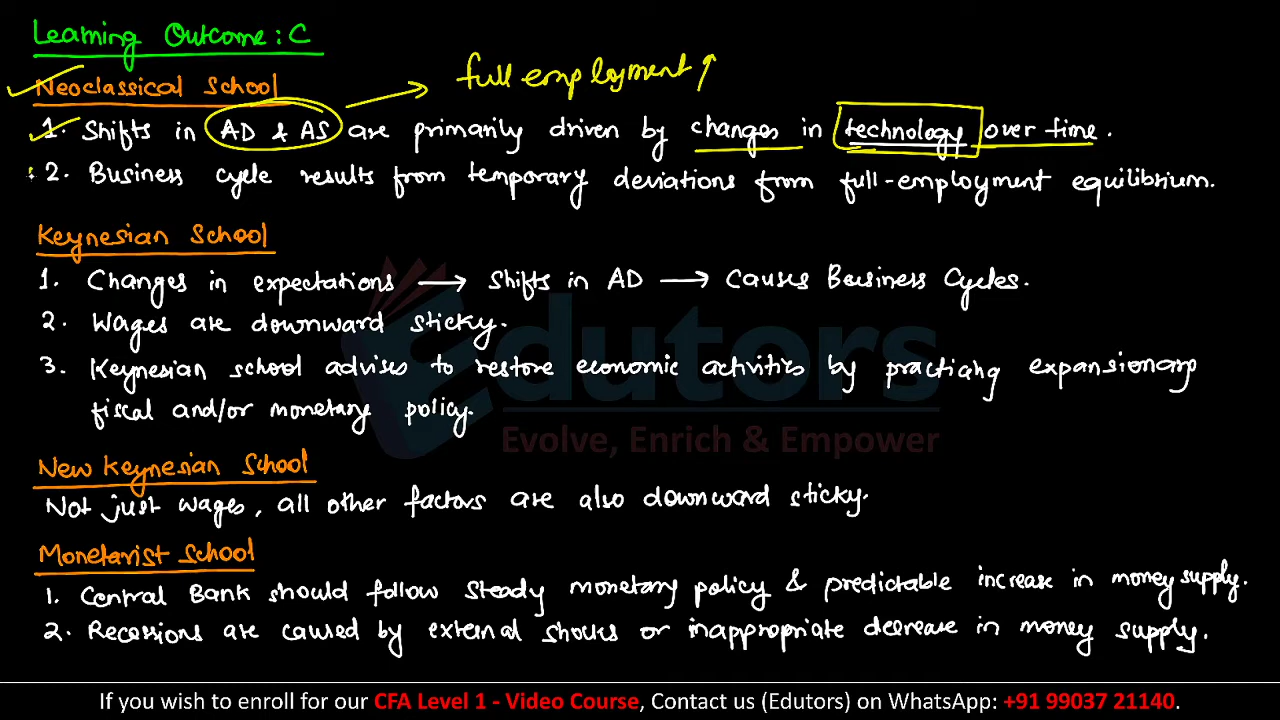 Learning Outcome: C
full employment ↑
Neoclassical School
1. Shifts in AD & AS are primarily driven by changes in technology over time.
2. Business cycle results from temporary deviations from full-employment equilibrium.
Keynesian School
1. Changes in expectations → Shifts in AD → Causes Business Cycles.
2. Wages are downward sticky.
3. Keynesian school advises to restore economic activities by practiang expansionary
fiscal and/or monetary policy.
Edutors
Evolve, Enrich & Empower
New Keynesian School
Not just wages, all other factors are also downward sticky.
Monetarist School
1. Central Bank should follow steady monetary policy & predictable increase in money supply.
2. Recessions are caused by external shocks or inappropriate decrease in money supply.
If you wish to enroll for our CFA Level 1 - Video Course, Contact us (Edutors) on WhatsApp: +91 99037 21140.